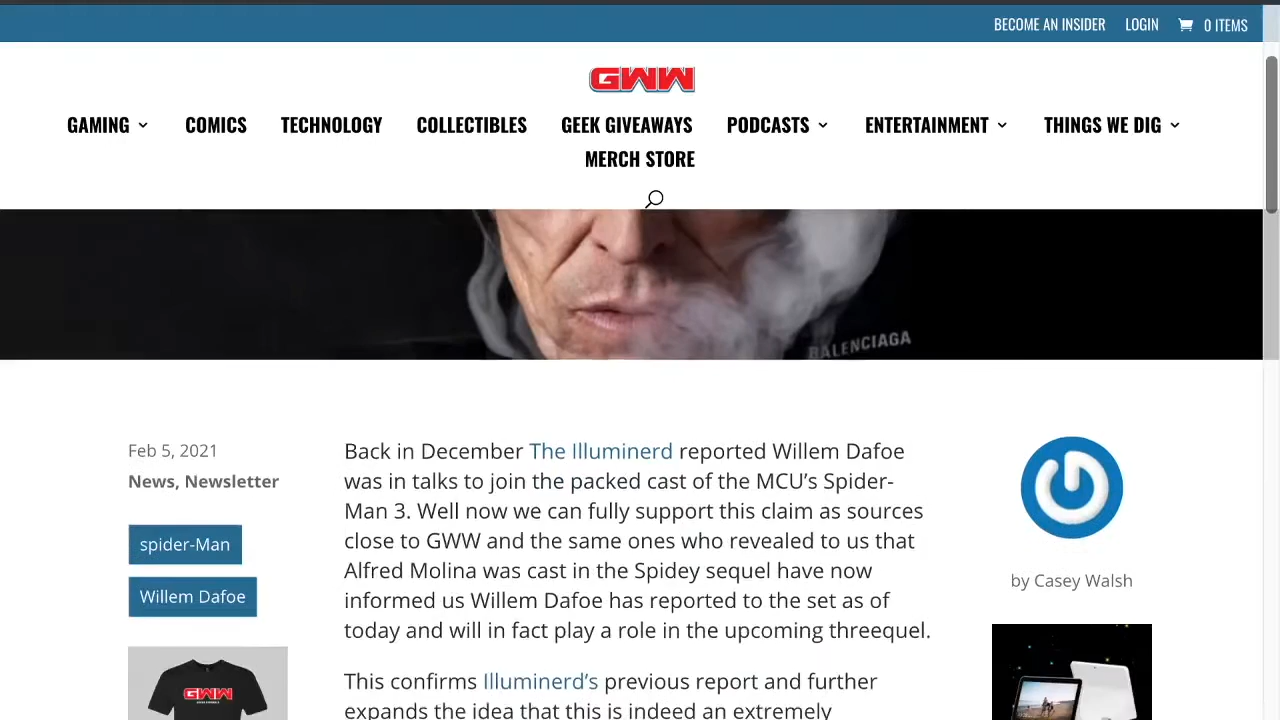 BECOME AN INSIDER LOGIN 0 ITEMS
GWW
GAMING COMICS TECHNOLOGY COLLECTIBLES GEEK GIVEAWAYS PODCASTS ENTERTAINMENT THINGS WE DIG
MERCH STORE
BALENCIAGA
Feb 5, 2021
News, Newsletter
spider-Man
Willem Dafoe
GWW
Back in December The Illuminerd reported Willem Dafoe
was in talks to join the packed cast of the MCU’s Spider-
Man 3. Well now we can fully support this claim as sources
close to GWW and the same ones who revealed to us that
Alfred Molina was cast in the Spidey sequel have now
informed us Willem Dafoe has reported to the set as of
today and will in fact play a role in the upcoming threequel.
This confirms Illuminerd’s previous report and further
expands the idea that this is indeed an extremely
by Casey Walsh